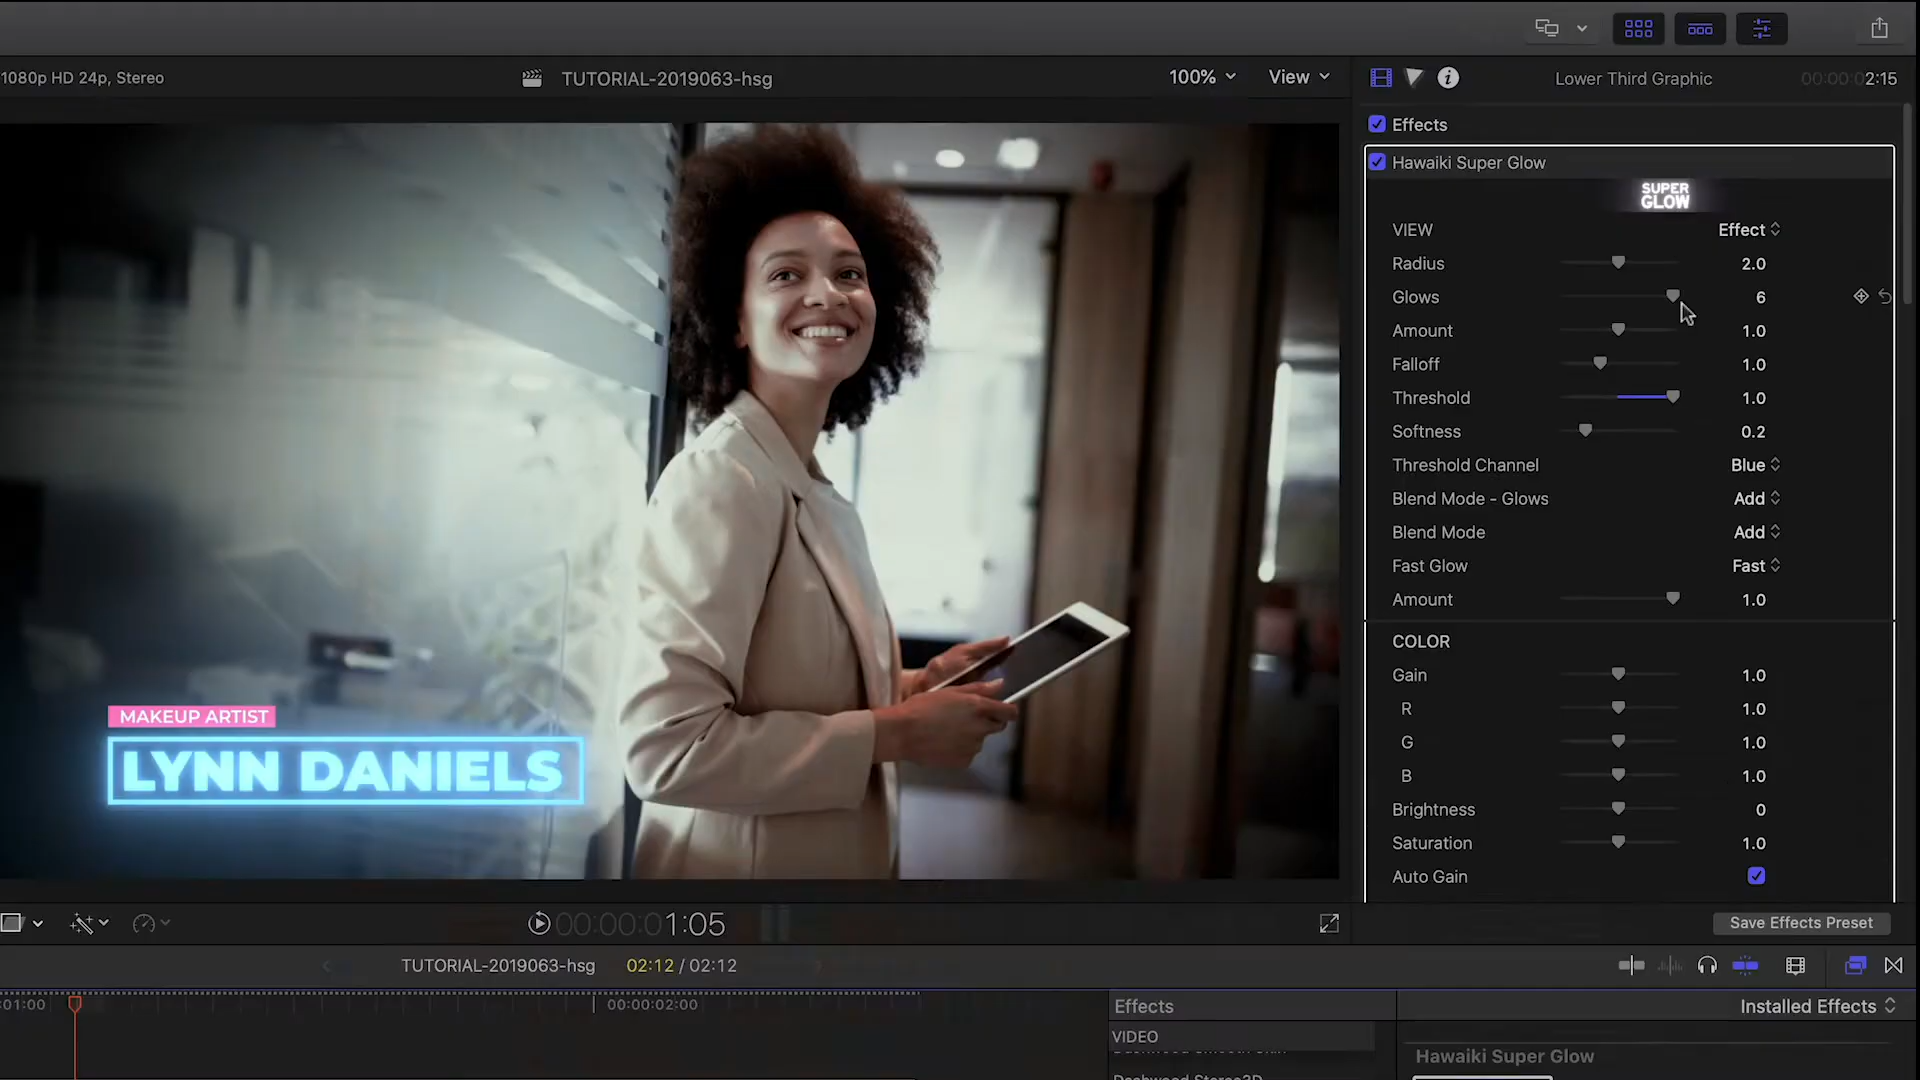 1080p HD 24p, Stereo
TUTORIAL-2019063-hsg
100%
View
Lower Third Graphic
00:00:02:15
Effects
Hawaiki Super Glow
SUPER
GLOW
VIEW Effect
Radius 2.0
Glows 6
Amount 1.0
Falloff 1.0
Threshold 1.0
Softness 0.2
Threshold Channel Blue
Blend Mode - Glows Add
Blend Mode Add
Fast Glow Fast
Amount 1.0
COLOR
Gain 1.0
R 1.0
G 1.0
B 1.0
Brightness 0
Saturation 1.0
Auto Gain
MAKEUP ARTIST
LYNN DANIELS
00:00:01:05
Save Effects Preset
TUTORIAL-2019063-hsg 02:12 / 02:12
:01:00
00:00:02:00
Effects
Installed Effects
VIDEO
Hawaiki Super Glow
Dashwood Stereo3D